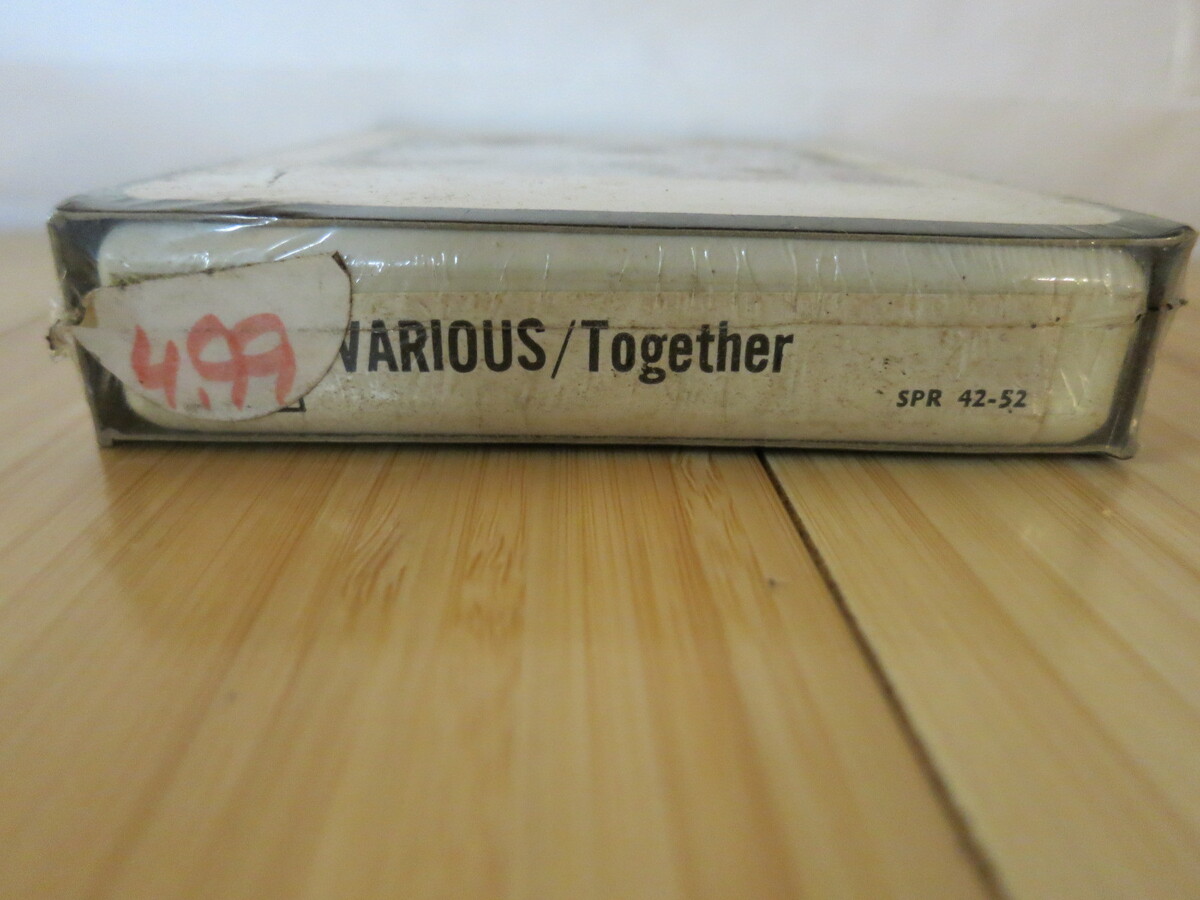 4.99
VARIOUS/Together
SPR 42-52